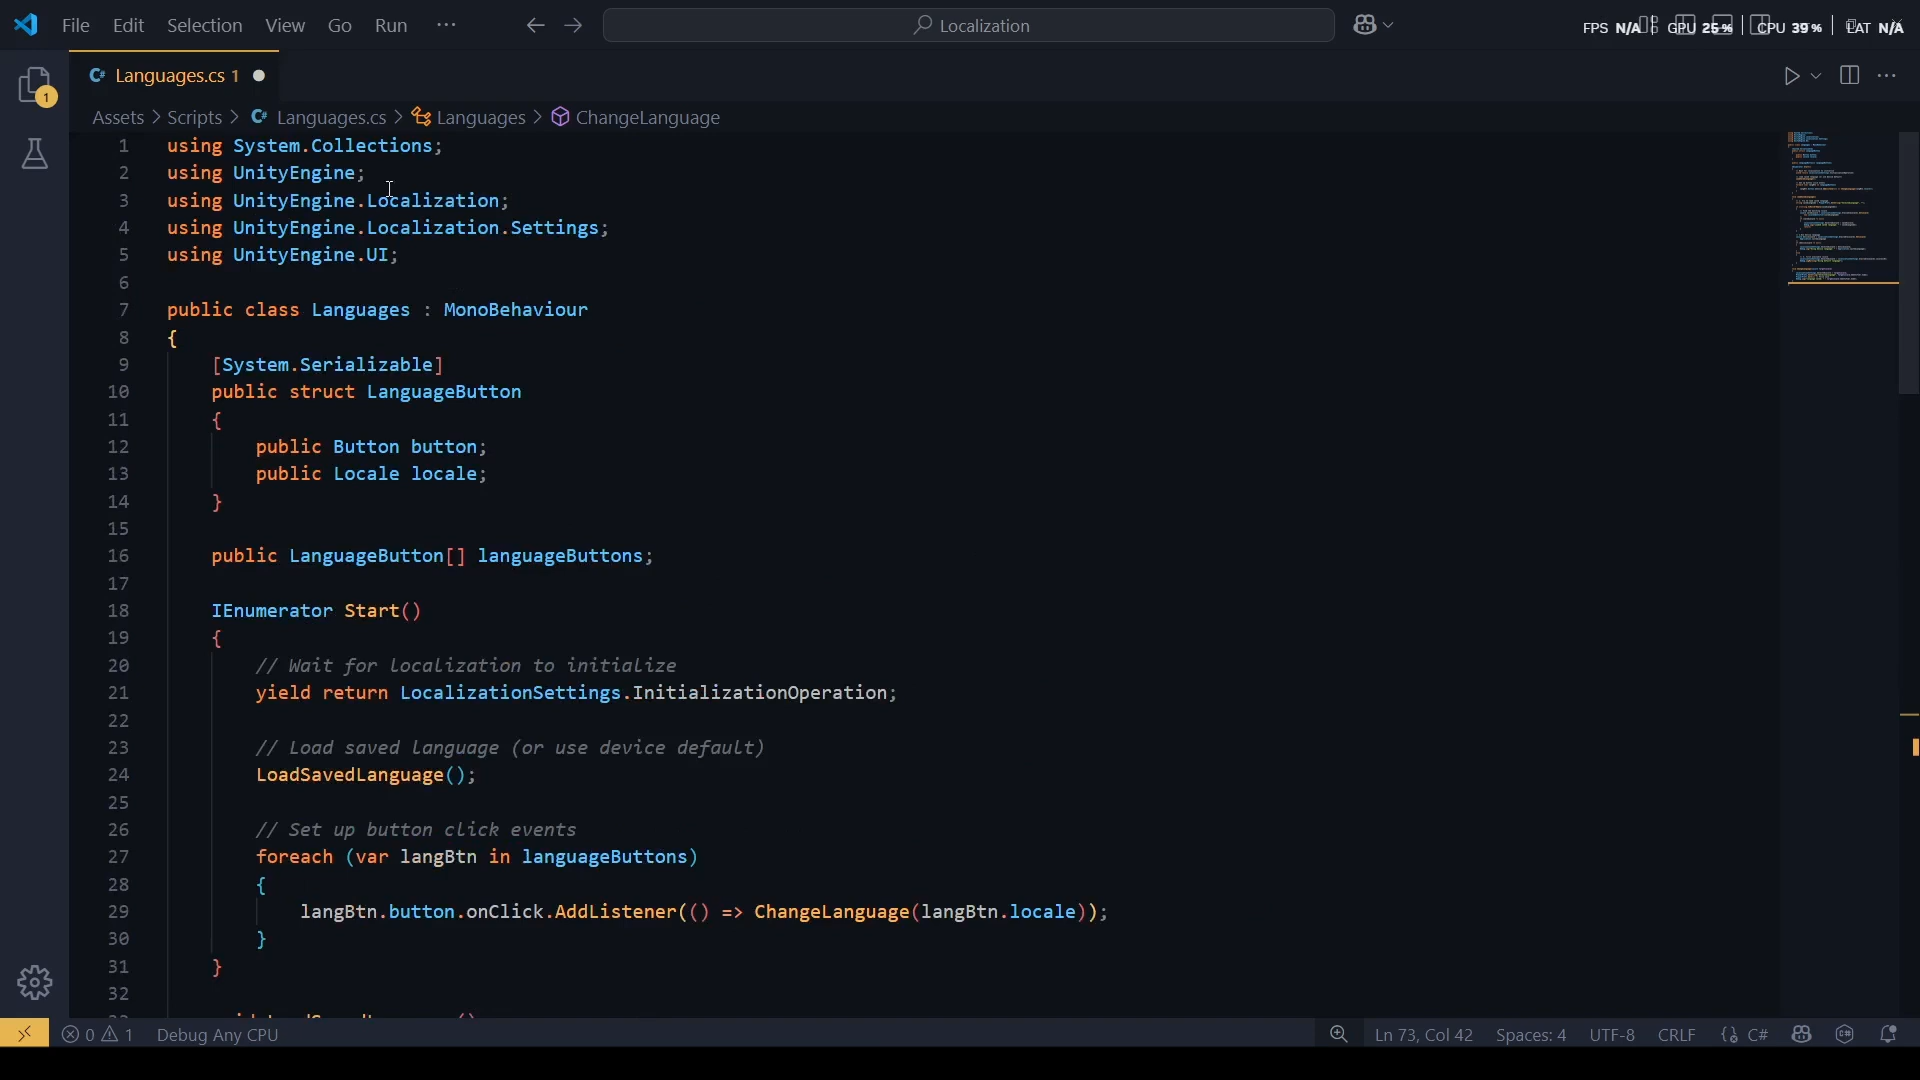 File Edit Selection View Go Run ··· Localization FPS N/A GPU 25% CPU 39% LAT N/A
Languages.cs 1
1
Assets > Scripts > Languages.cs > Languages > ChangeLanguage
1 using System.Collections;
2 using UnityEngine;
3 using UnityEngine.Localization;
4 using UnityEngine.Localization.Settings;
5 using UnityEngine.UI;
6
7 public class Languages : MonoBehaviour
8 {
9 [System.Serializable]
10 public struct LanguageButton
11 {
12 public Button button;
13 public Locale locale;
14 }
15
16 public LanguageButton[] languageButtons;
17
18 IEnumerator Start()
19 {
20 // Wait for localization to initialize
21 yield return LocalizationSettings.InitializationOperation;
22
23 // Load saved language (or use device default)
24 LoadSavedLanguage();
25
26 // Set up button click events
27 foreach (var langBtn in languageButtons)
28 {
29 langBtn.button.onClick.AddListener(() => ChangeLanguage(langBtn.locale));
30 }
31 }
32
0 1 Debug Any CPU Ln 73, Col 42 Spaces: 4 UTF-8 CRLF {} C#